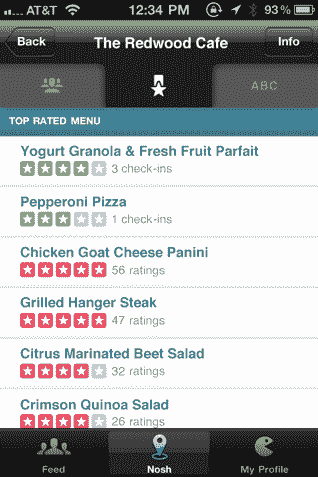 AT&T 12:34 PM 93%
Back The Redwood Cafe Info
ABC
TOP RATED MENU
Yogurt Granola & Fresh Fruit Parfait
3 check-ins
Pepperoni Pizza
1 check-ins
Chicken Goat Cheese Panini
56 ratings
Grilled Hanger Steak
47 ratings
Citrus Marinated Beet Salad
32 ratings
Crimson Quinoa Salad
26 ratings
Feed Nosh My Profile